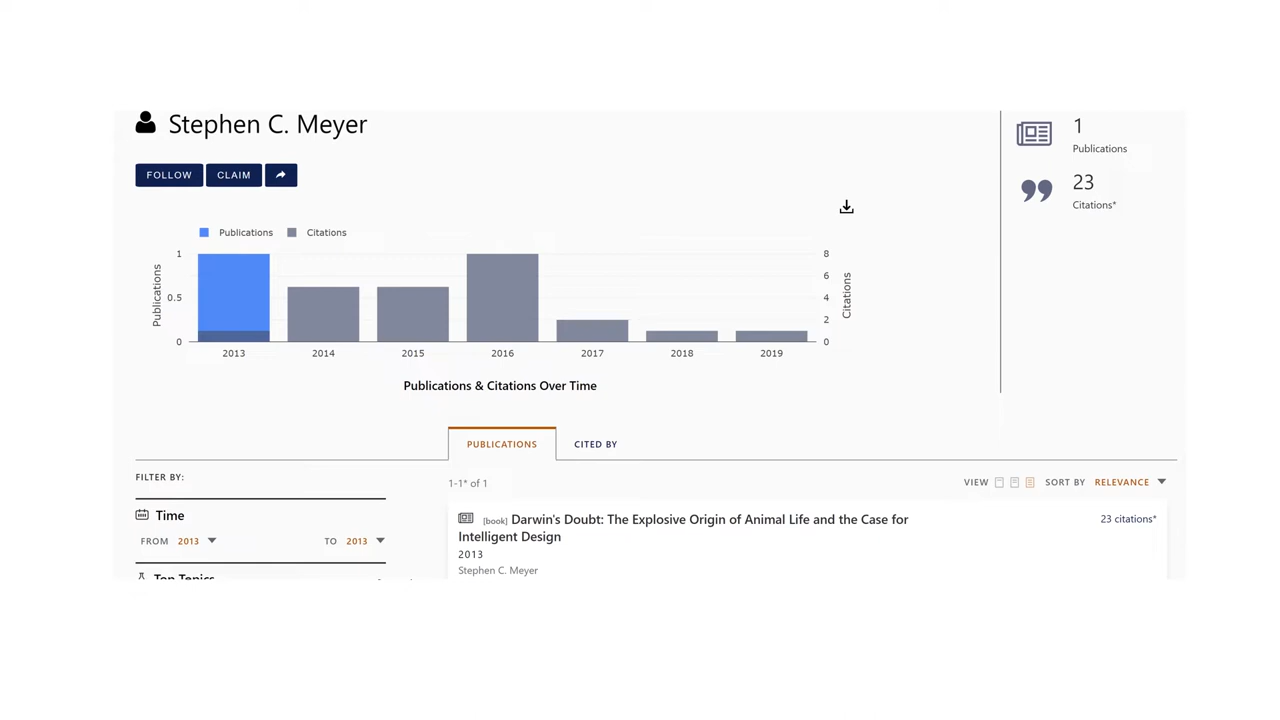 Stephen C. Meyer
1
Publications
FOLLOW
CLAIM
23
Citations*
Publications
Citations
Publications
1
0.5
0
8
6
4
2
0
Citations
2013
2014
2015
2016
2017
2018
2019
Publications & Citations Over Time
PUBLICATIONS
CITED BY
FILTER BY:
1-1* of 1
VIEW
SORT BY
RELEVANCE
Time
FROM 2013
TO 2013
Top Topics
[book] Darwin's Doubt: The Explosive Origin of Animal Life and the Case for
Intelligent Design
23 citations*
2013
Stephen C. Meyer